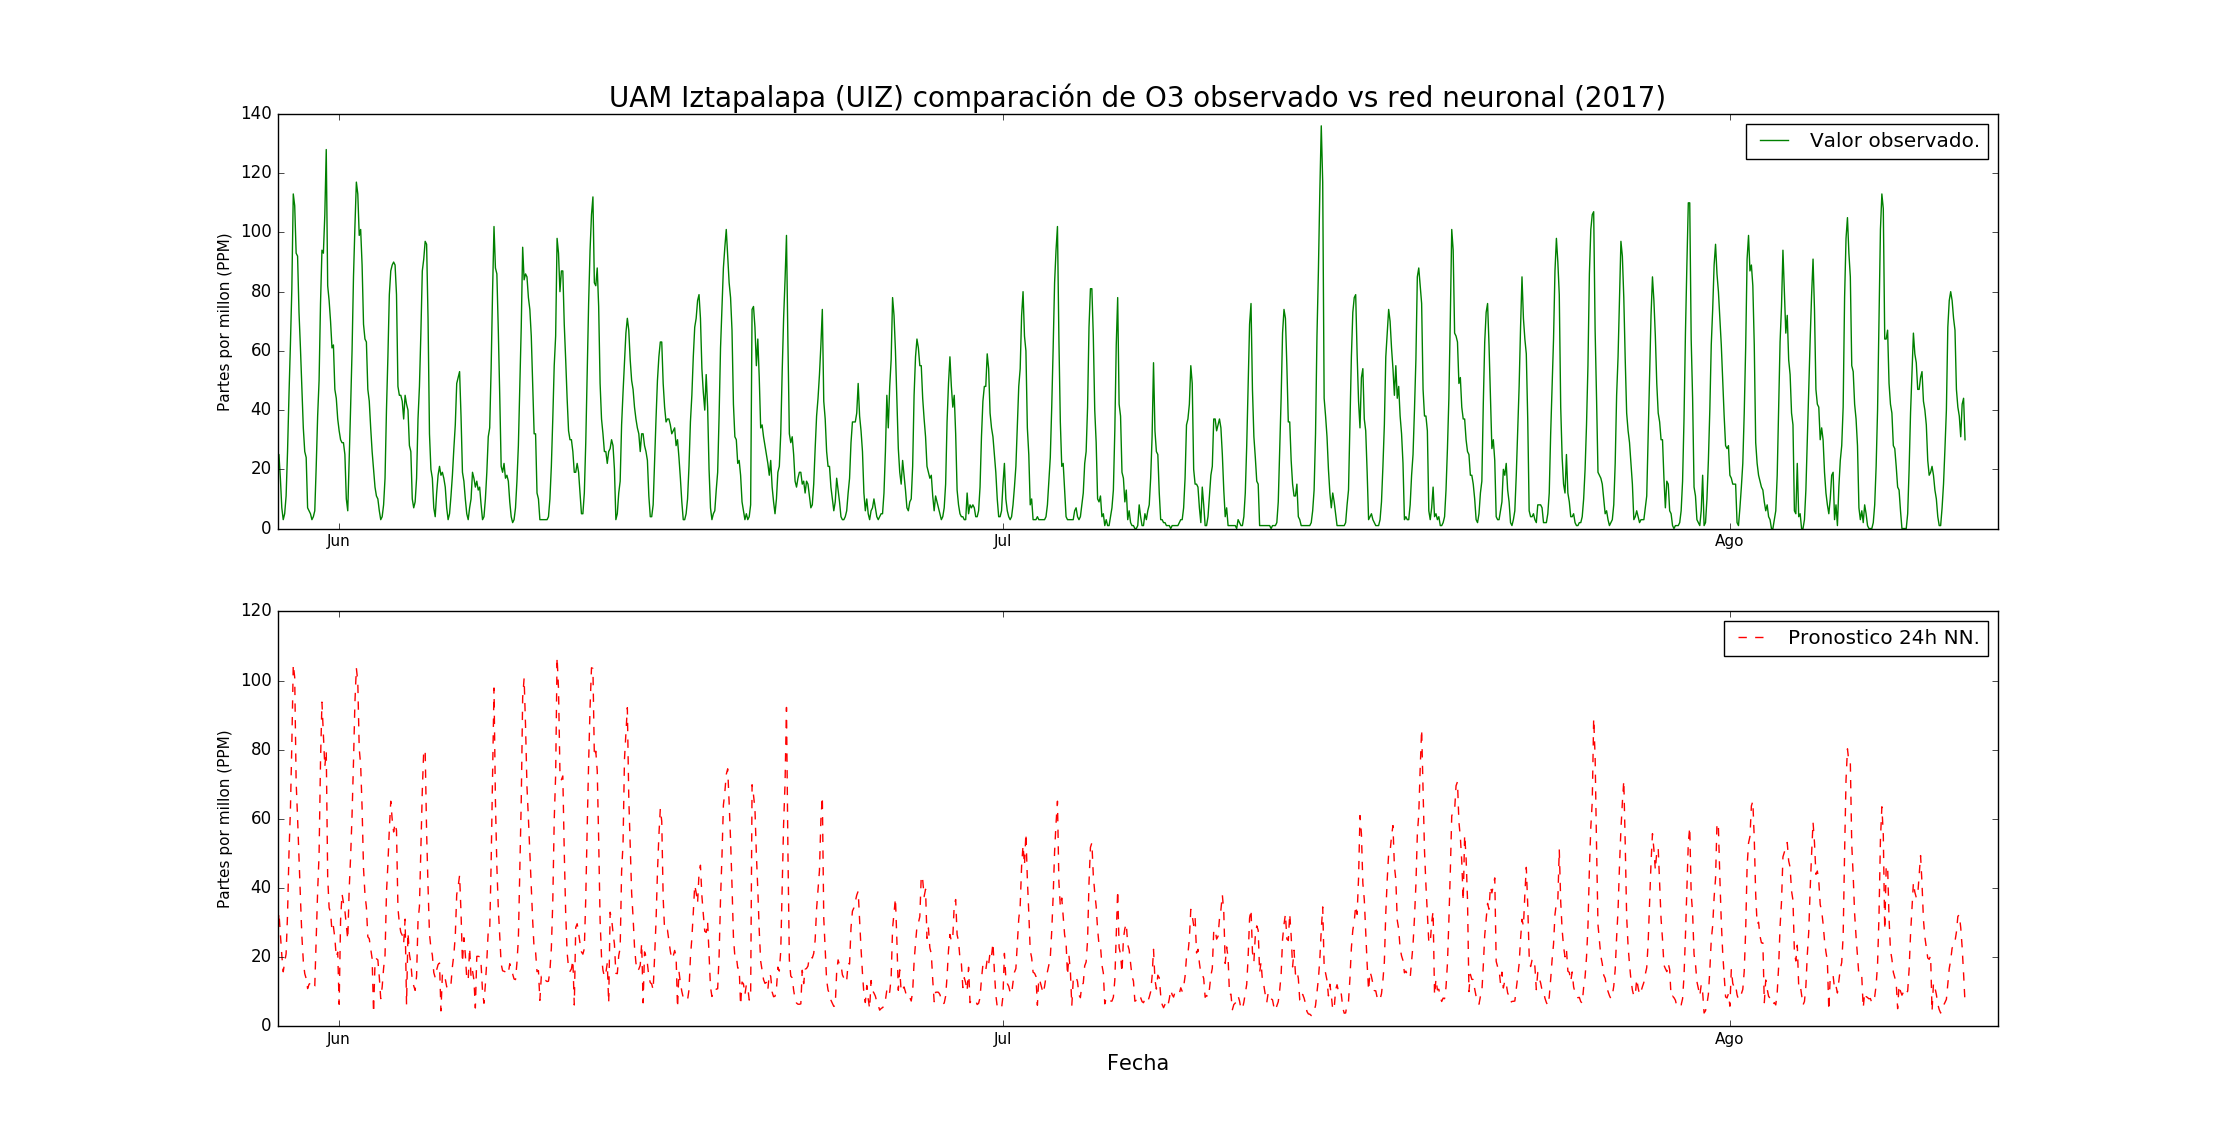 UAM Iztapalapa (UIZ) comparación de O3 observado vs red neuronal (2017)
140
120
100
80
60
40
20
0
Partes por millon (PPM)
Valor observado.
Jun
Jul
Ago
120
100
80
60
40
20
0
Partes por millon (PPM)
Pronostico 24h NN.
Jun
Jul
Ago
Fecha